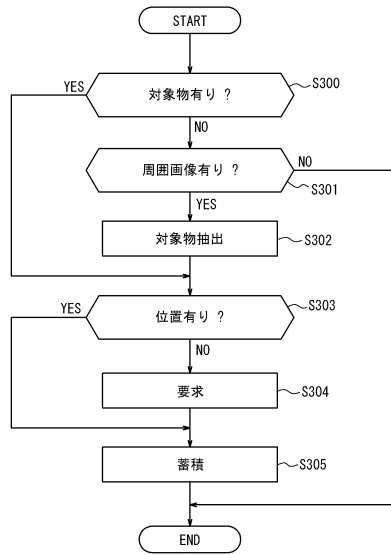 START
対象物有り ?
S300
YES
NO
周囲画像有り ?
NO
S301
YES
対象物抽出
S302
位置有り ?
S303
YES
NO
要求
S304
蓄積
S305
END